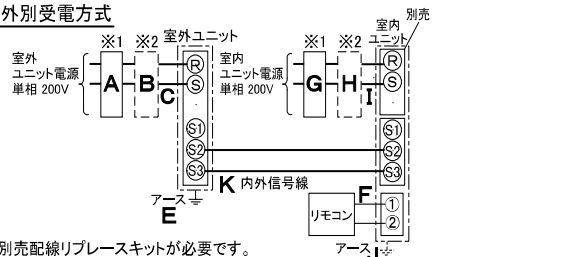 外別受電方式
別売
※1 ※2 室外ユニット
※1 ※2
室内
ユニット
室外
ユニット電源
単相 200V
A
B
C
R
S
室内
ユニット電源
単相 200V
G
H
I
R
S
S1
S2
S3
S1
S2
S3
K 内外信号線
アース
E
リモコン
F
①
②
アース
別売配線リプレースキットが必要です。